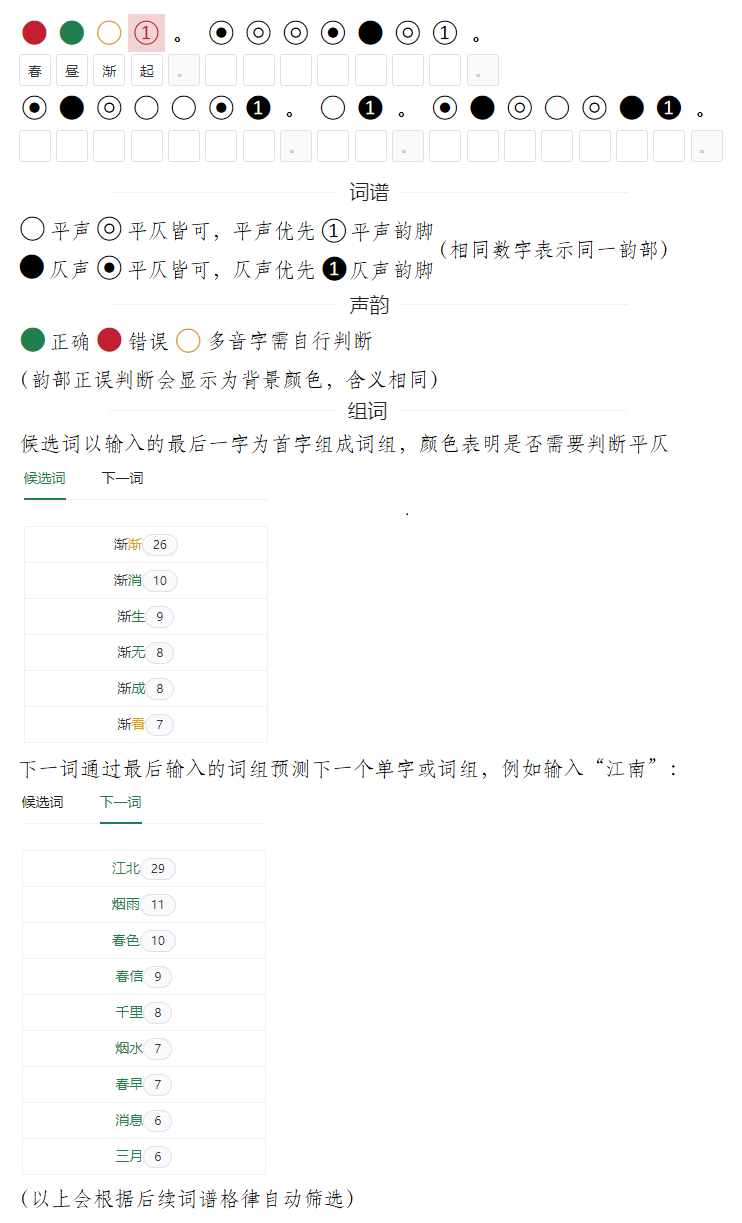 ● ● ○ ① 。 ⦿ ◎ ◎ ⦿ ● ◎ ① 。
春 昼 渐 起 。 。
⦿ ● ◎ ○ ○ ⦿ ❶ 。 ○ ❶ 。 ⦿ ● ◎ ○ ◎ ● ❶ 。
。 。 。
词谱
○ 平声 ◎ 平仄皆可，平声优先 ① 平声韵脚
● 仄声 ⦿ 平仄皆可，仄声优先 ❶ 仄声韵脚
（相同数字表示同一韵部）
声韵
● 正确 ● 错误 ○ 多音字需自行判断
（韵部正误判断会显示为背景颜色，含义相同）
组词
候选词以输入的最后一字为首字组成词组，颜色表明是否需要判断平仄
候选词 下一词
渐渐 26
渐消 10
渐生 9
渐无 8
渐成 8
渐看 7
下一词通过最后输入的词组预测下一个单字或词组，例如输入“江南”：
候选词 下一词
江北 29
烟雨 11
春色 10
春信 9
千里 8
烟水 7
春早 7
消息 6
三月 6
（以上会根据后续词谱格律自动筛选）